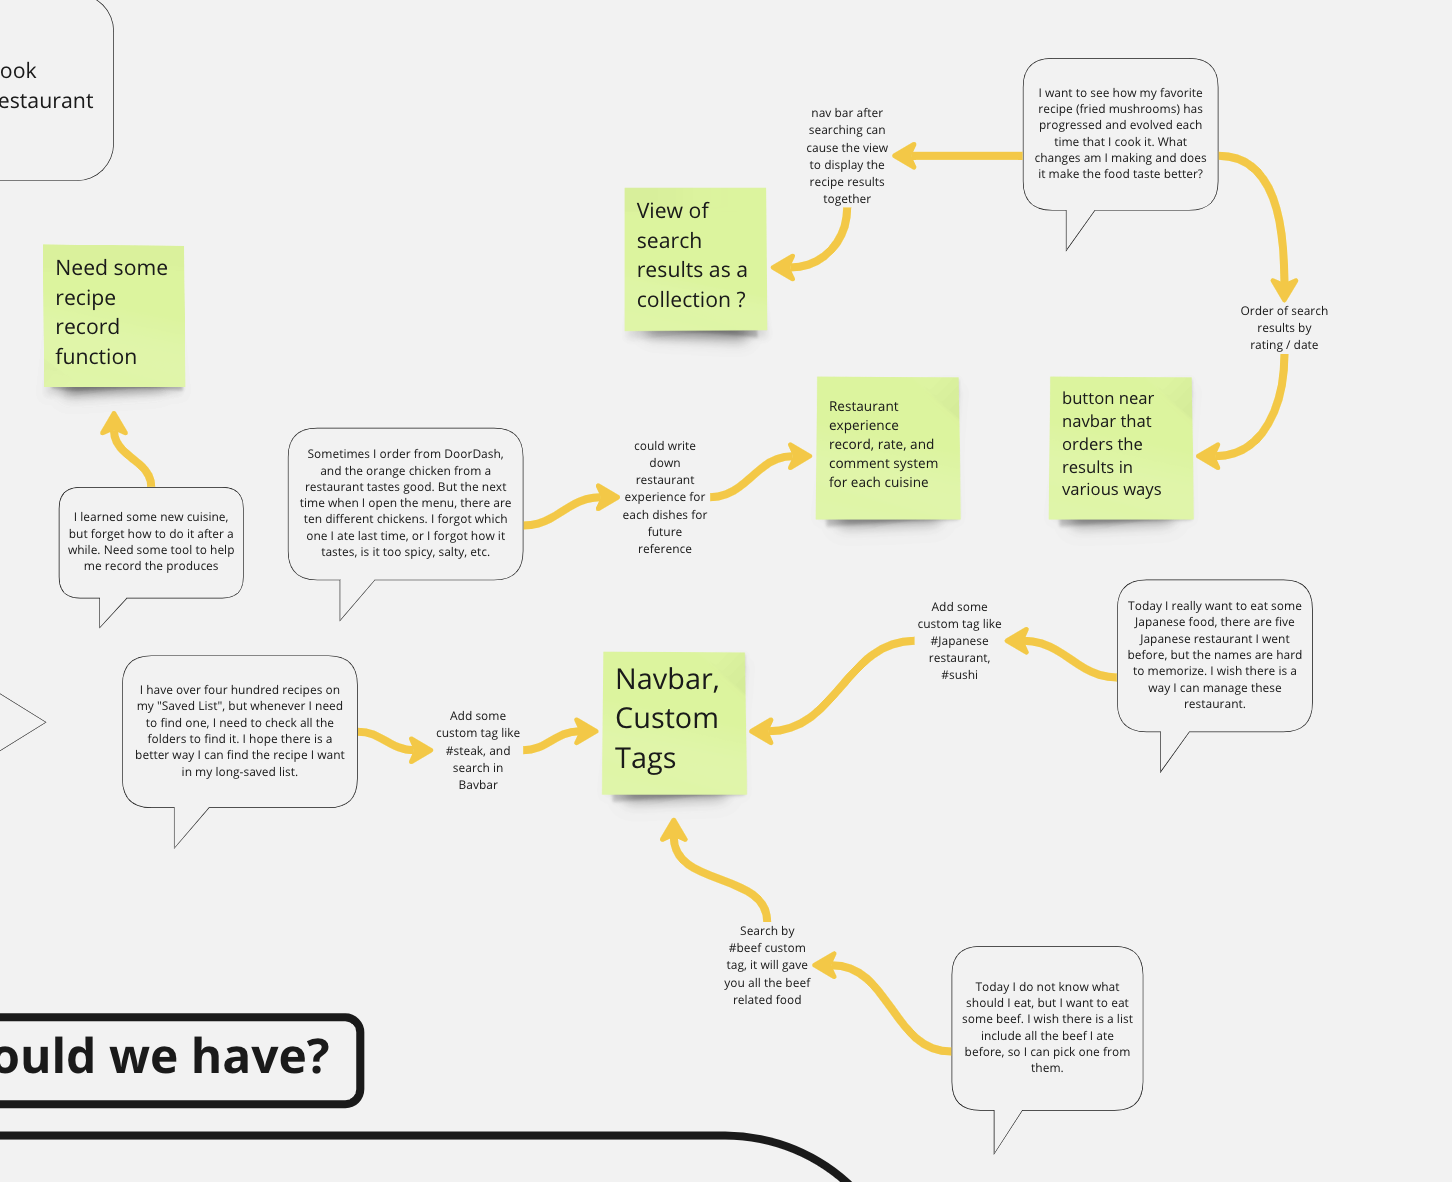 ook
estaurant
I want to see how my favorite
recipe (fried mushrooms) has
progressed and evolved each
time that I cook it. What
changes am I making and does
it make the food taste better?
nav bar after
searching can
cause the view
to display the
recipe results
together
View of
search
results as a
collection ?
Need some
recipe
record
function
Order of search
results by
rating / date
button near
navbar that
orders the
results in
various ways
Restaurant
experience
record, rate, and
comment system
for each cuisine
could write
down
restaurant
experience for
each dishes for
future
reference
Sometimes I order from DoorDash,
and the orange chicken from a
restaurant tastes good. But the next
time when I open the menu, there are
ten different chickens. I forgot which
one I ate last time, or I forgot how it
tastes, is it too spicy, salty, etc.
I learned some new cuisine,
but forget how to do it after a
while. Need some tool to help
me record the produces
Today I really want to eat some
Japanese food, there are five
Japanese restaurant I went
before, but the names are hard
to memorize. I wish there is a
way I can manage these
restaurant.
Add some
custom tag like
#Japanese
restaurant,
#sushi
Navbar,
Custom
Tags
I have over four hundred recipes on
my "Saved List", but whenever I need
to find one, I need to check all the
folders to find it. I hope there is a
better way I can find the recipe I want
in my long-saved list.
Add some
custom tag like
#steak, and
search in
Bavbar
Search by
#beef custom
tag, it will gave
you all the beef
related food
Today I do not know what
should I eat, but I want to eat
some beef. I wish there is a list
include all the beef I ate
before, so I can pick one from
them.
ould we have?